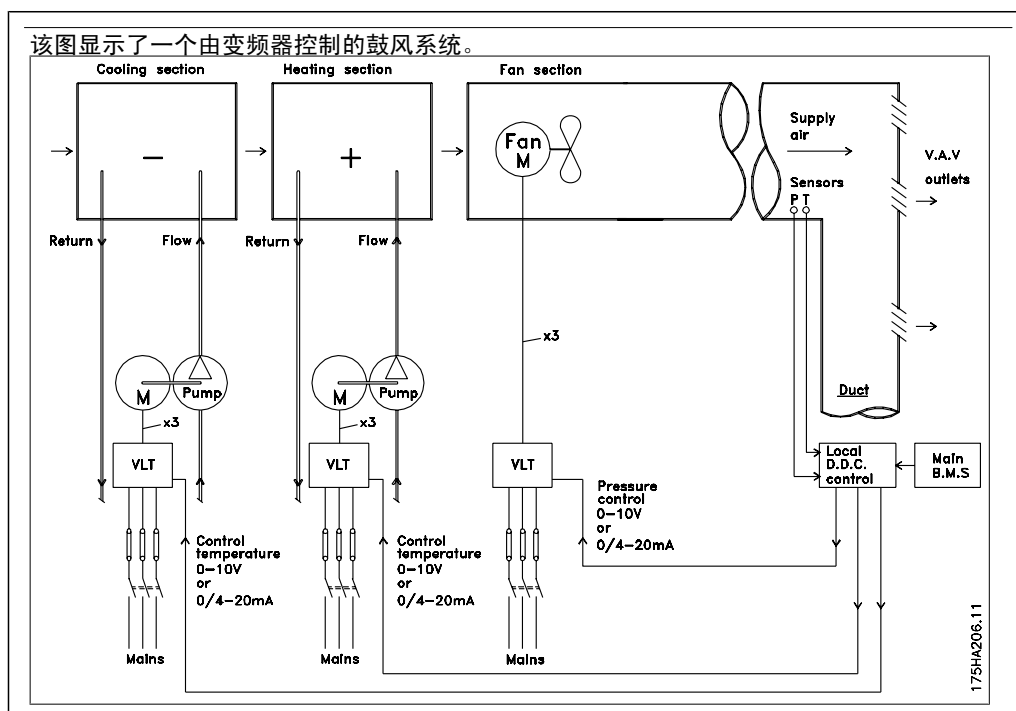 该图显示了一个由变频器控制的鼓风系统。
Cooling section
Heating section
Fan section
−
+
Fan
M
Supply
air
Sensors
P T
V.A.V
outlets
Return
Flow
Return
Flow
x3
M
Pump
M
Pump
Duct
x3
x3
VLT
VLT
VLT
Local
D.D.C.
control
Main
B.M.S
Pressure
control
0-10V
or
0/4-20mA
Control
temperature
0-10V
or
0/4-20mA
Control
temperature
0-10V
or
0/4-20mA
Mains
Mains
Mains
175HA206.11